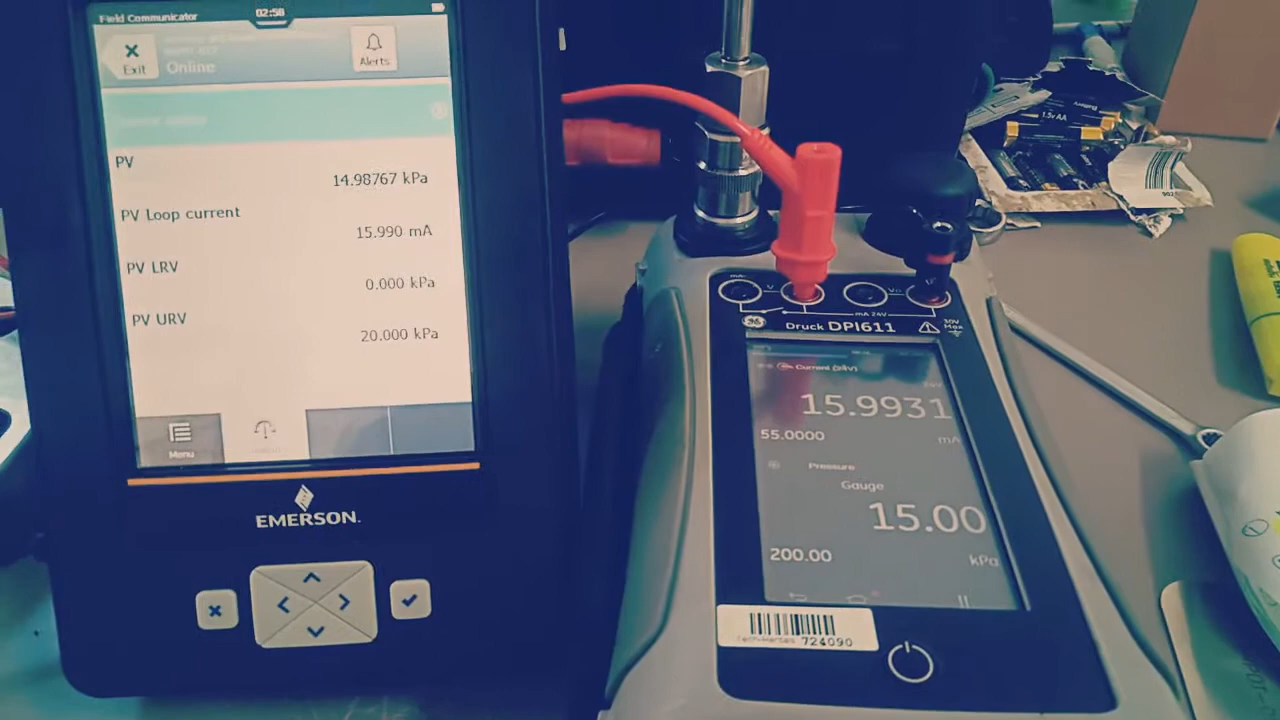 Field Communicator
02:58
Exit
Online
Alerts
PV
14.98767 kPa
PV Loop current
15.990 mA
PV LRV
0.000 kPa
PV URV
20.000 kPa
Menu
EMERSON.
V
mA 24V
30V
Max
Druck DPI611
Current (24V)
15.9931
55.0000
mA
Pressure
Gauge
15.00
200.00
kPa
724090
Battery
1.5V AA